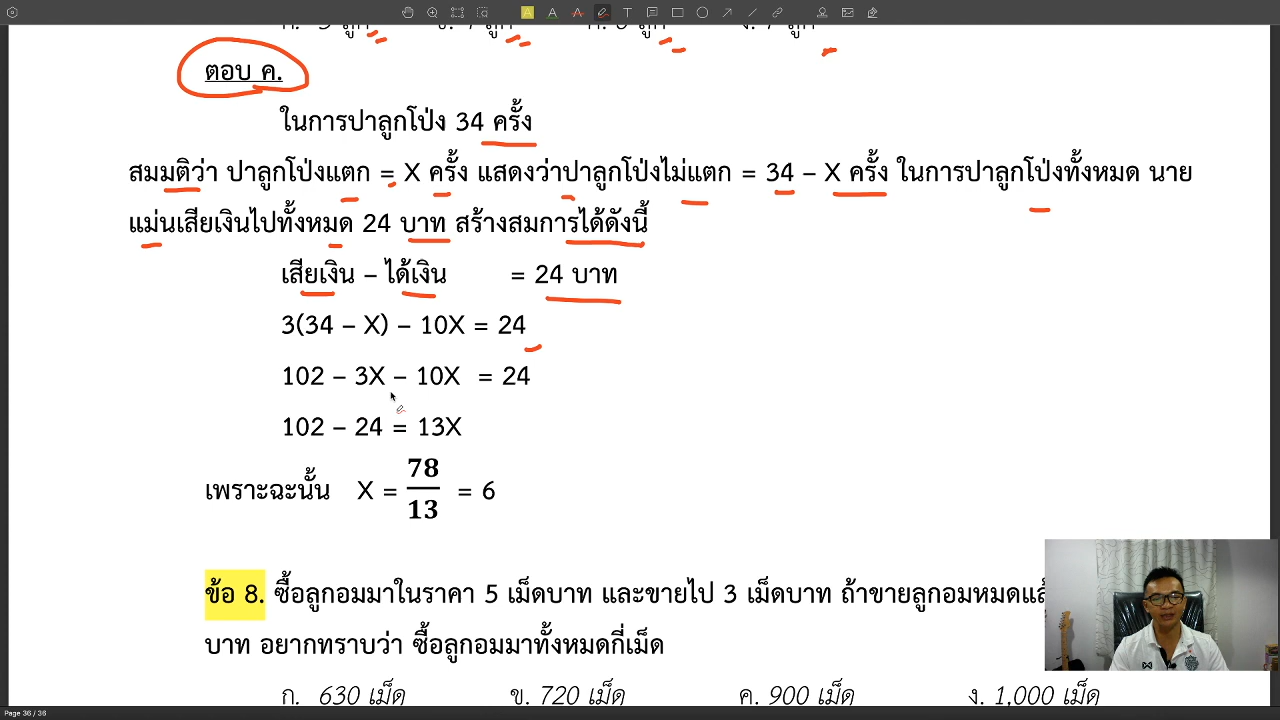 ตอบ ค.
ในการปาลูกโป่ง 34 ครั้ง
สมมติว่า ปาลูกโป่งแตก = X ครั้ง แสดงว่าปาลูกโป่งไม่แตก = 34 – X ครั้ง ในการปาลูกโป่งทั้งหมด นาย
แม่นเสียเงินไปทั้งหมด 24 บาท สร้างสมการได้ดังนี้
เสียเงิน – ได้เงิน = 24 บาท
3(34 – X) – 10X = 24
102 – 3X – 10X = 24
102 – 24 = 13X
เพราะฉะนั้น X = 78/13 = 6
ข้อ 8. ซื้อลูกอมมาในราคา 5 เม็ดบาท และขายไป 3 เม็ดบาท ถ้าขายลูกอมหมด
บาท อยากทราบว่า ซื้อลูกอมมาทั้งหมดกี่เม็ด
ก. 630 เม็ด ข. 720 เม็ด ค. 900 เม็ด ง. 1,000 เม็ด
Page 36 / 36